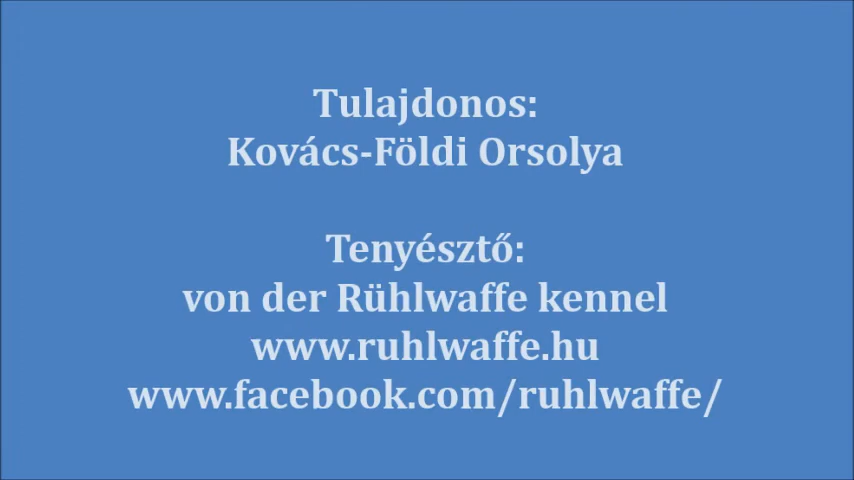 Tulajdonos:
Kovács-Földi Orsolya
Tenyésztő:
von der Rühlwaffe kennel
www.ruhlwaffe.hu
www.facebook.com/ruhlwaffe/